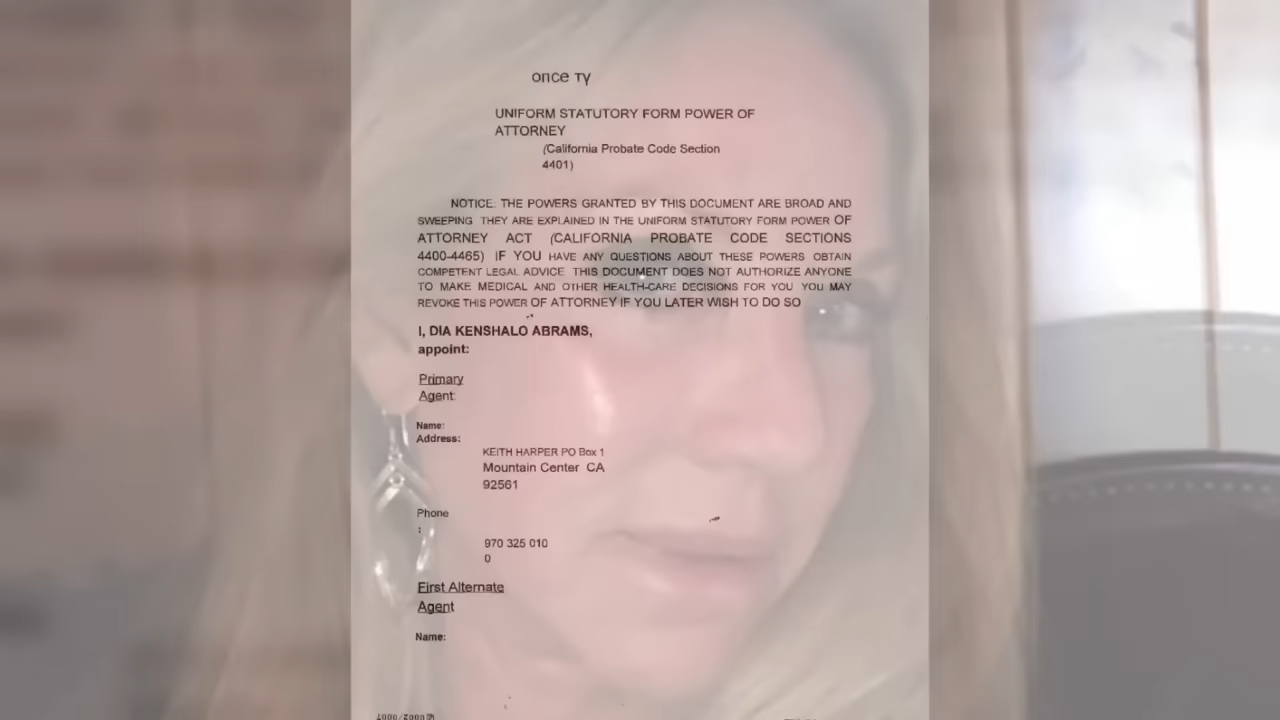 once TY
UNIFORM STATUTORY FORM POWER OF
ATTORNEY
(California Probate Code Section
4401)
NOTICE: THE POWERS GRANTED BY THIS DOCUMENT ARE BROAD AND
SWEEPING THEY ARE EXPLAINED IN THE UNIFORM STATUTORY FORM POWER OF
ATTORNEY ACT (CALIFORNIA PROBATE CODE SECTIONS
4400-4465) IF YOU HAVE ANY QUESTIONS ABOUT THESE POWERS OBTAIN
COMPETENT LEGAL ADVICE THIS DOCUMENT DOES NOT AUTHORIZE ANYONE
TO MAKE MEDICAL AND OTHER HEALTH-CARE DECISIONS FOR YOU YOU MAY
REVOKE THIS POWER OF ATTORNEY IF YOU LATER WISH TO DO SO
I, DIA KENSHALO ABRAMS,
appoint:
Primary
Agent:
Name:
Address:
KEITH HARPER PO Box 1
Mountain Center CA
92561
Phone
:
970 325 010
0
First Alternate
Agent
Name: